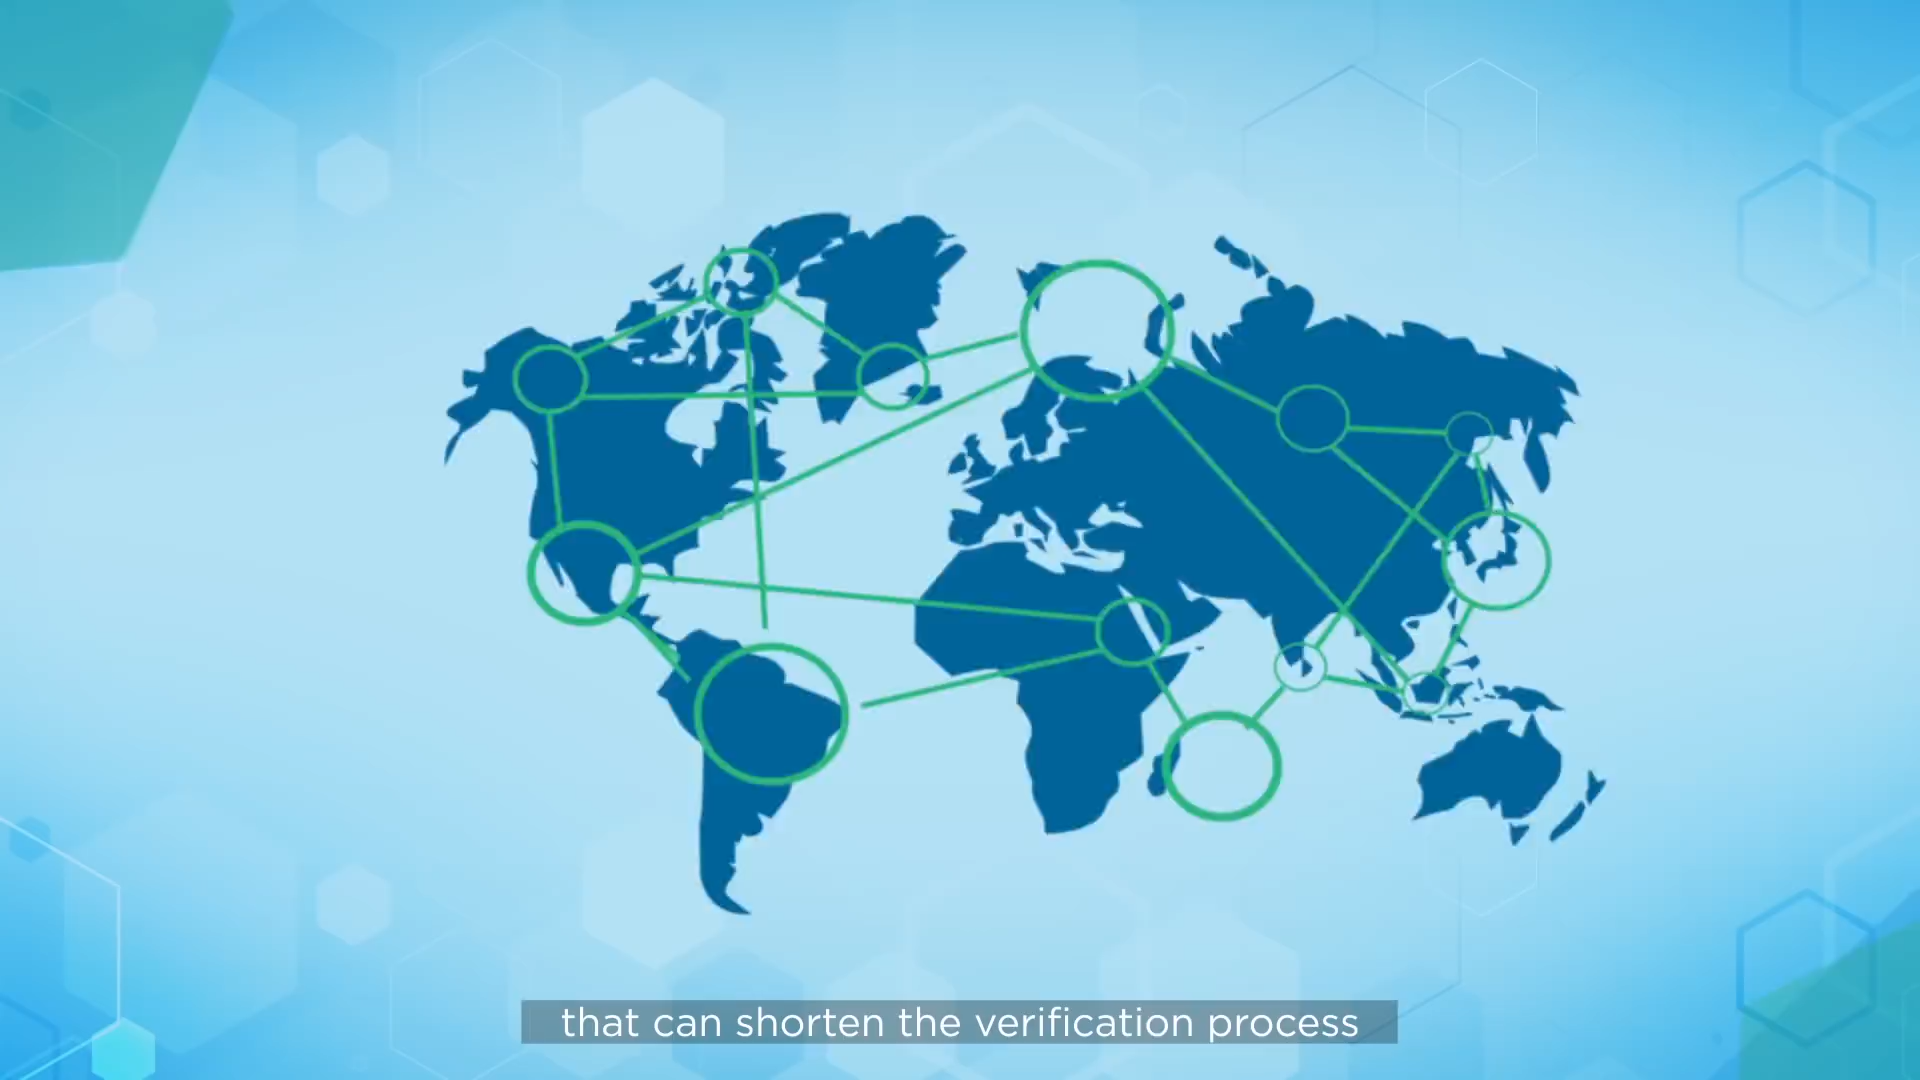 that can shorten the verification process